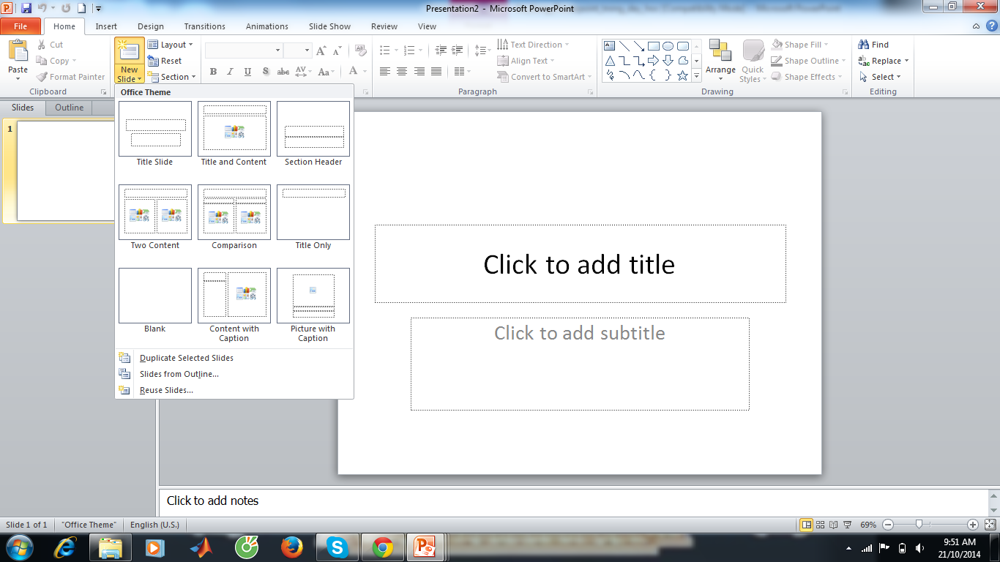 Presentation2 - Microsoft PowerPoint
File Home Insert Design Transitions Animations Slide Show Review View
Paste
Cut
Copy
Format Painter
Clipboard
New Slide
Layout
Reset
Section
B I U S abc AV Aa A
Text Direction
Align Text
Convert to SmartArt
Paragraph
Arrange
Quick Styles
Shape Fill
Shape Outline
Shape Effects
Drawing
Find
Replace
Select
Editing
Slides Outline
1
Office Theme
Title Slide
Title and Content
Section Header
Two Content
Comparison
Title Only
Blank
Content with
Caption
Picture with
Caption
Duplicate Selected Slides
Slides from Outline...
Reuse Slides...
Click to add title
Click to add subtitle
Click to add notes
Slide 1 of 1 "Office Theme" English (U.S.) 69%
9:51 AM
21/10/2014